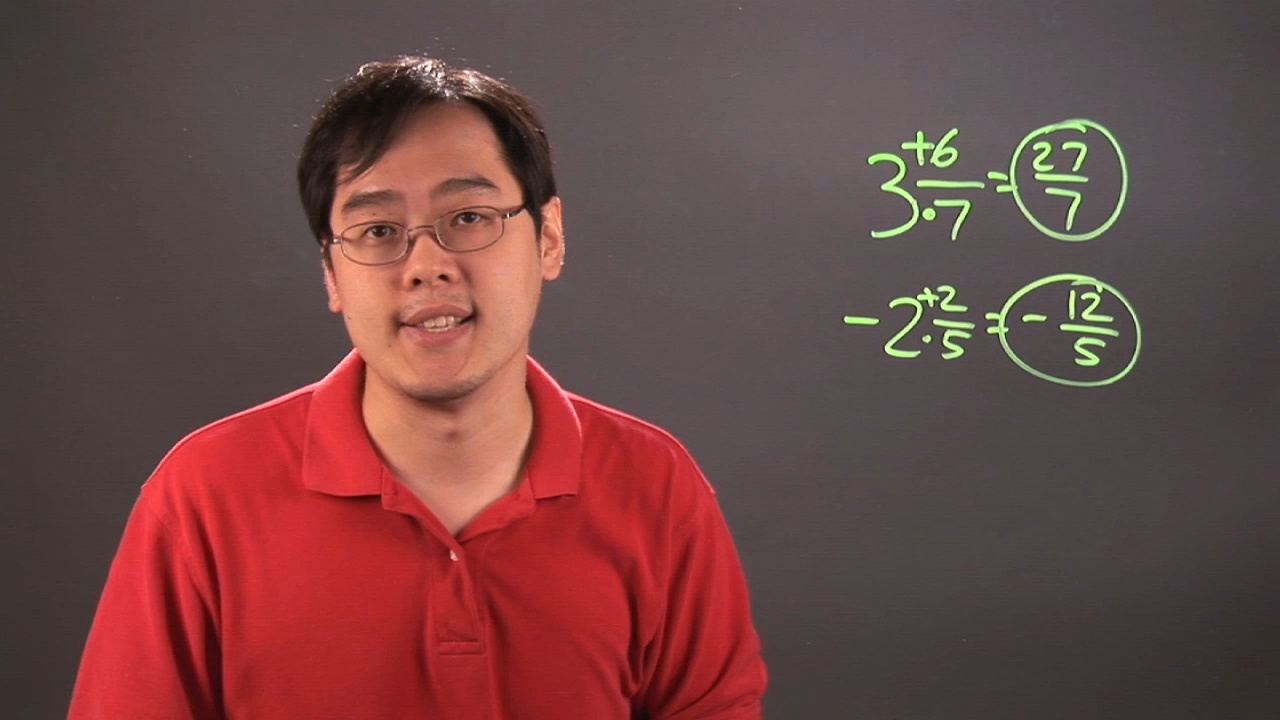 3 +6/·7 = 27/7
-2 +2/·5 = - 12/5